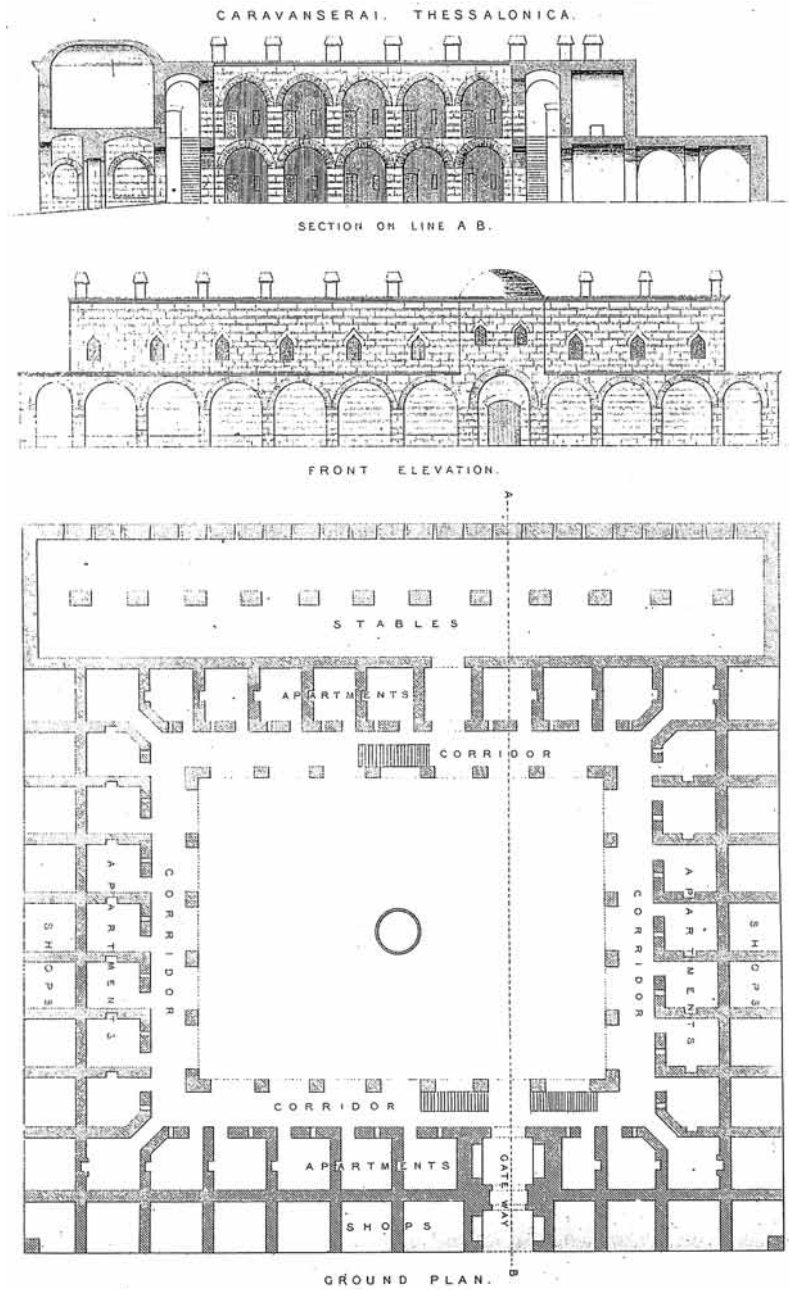 CARAVANSERAI. THESSALONICA.
SECTION ON LINE A B.
FRONT ELEVATION.
A
STABLES
APARTMENTS
CORRIDOR
SHOPS
APARTMENTS
CORRIDOR
CORRIDOR
APARTMENTS
SHOPS
CORRIDOR
APARTMENTS
GATE WAY
SHOPS
B
GROUND PLAN.